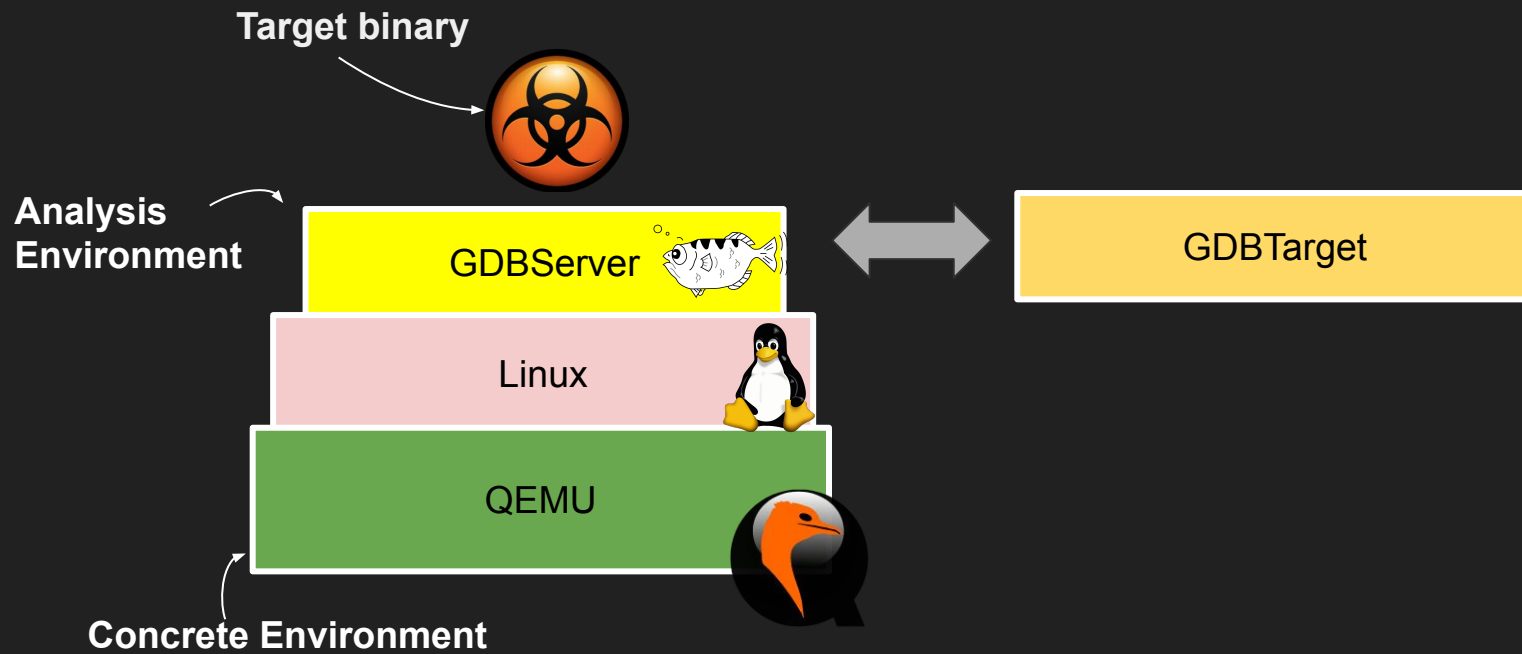 Target binary
Analysis
Environment
GDBServer
GDBTarget
Linux
QEMU
Concrete Environment